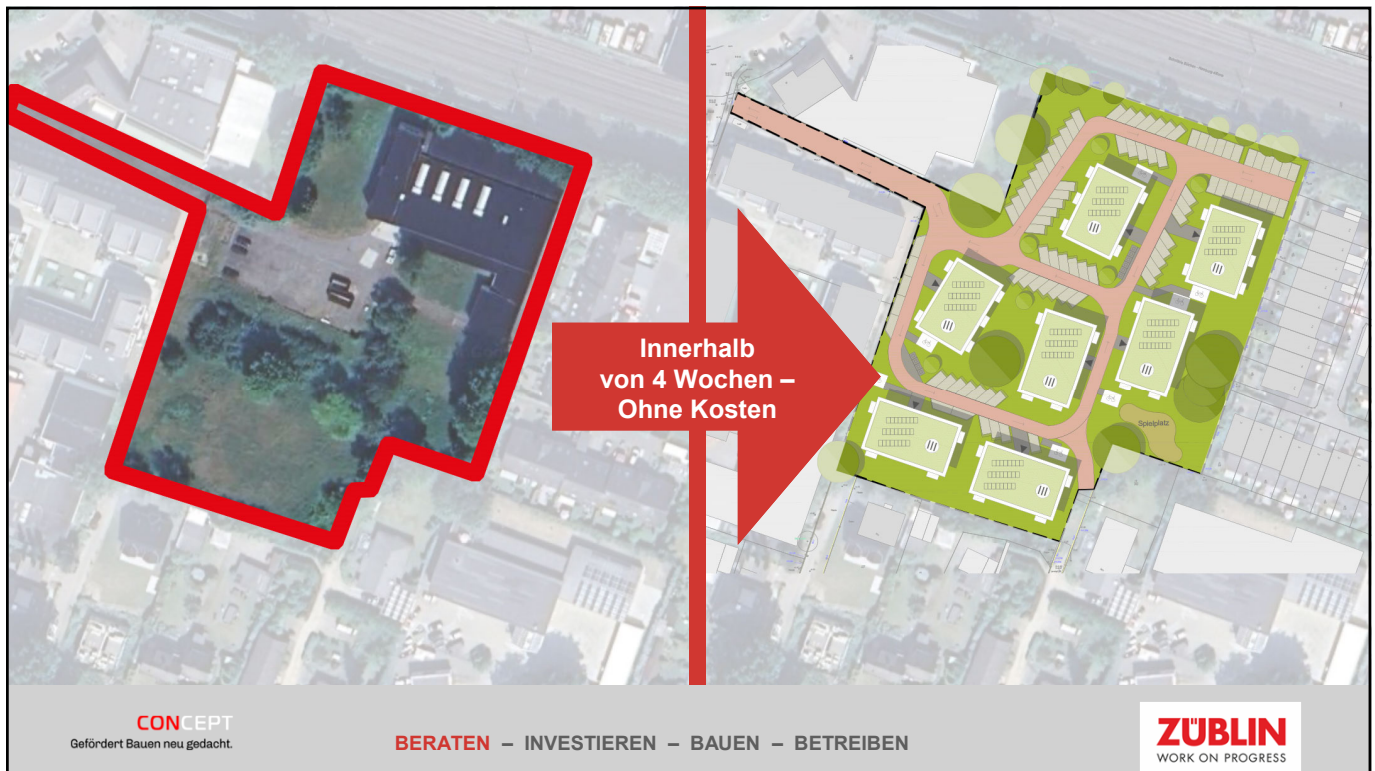 Innerhalb
von 4 Wochen –
Ohne Kosten
Spielplatz
CONCEPT
Gefördert Bauen neu gedacht.
BERATEN – INVESTIEREN – BAUEN – BETREIBEN
ZÜBLIN
WORK ON PROGRESS